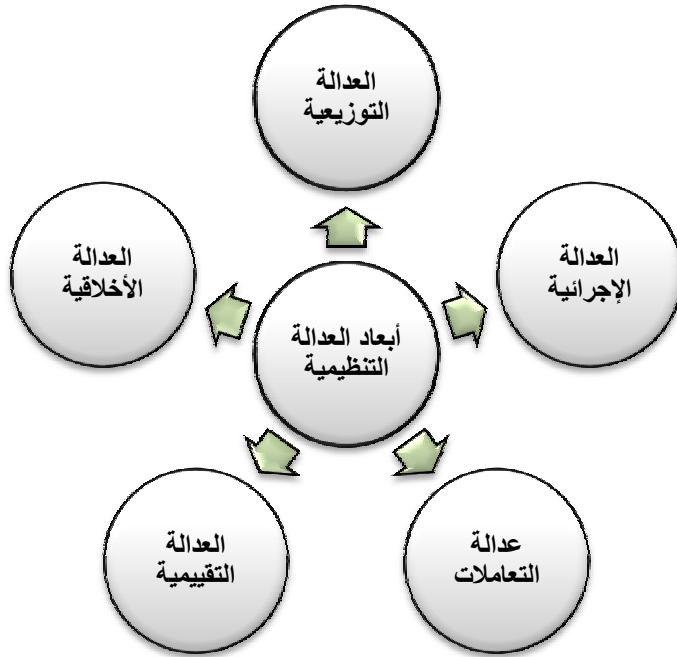 العدالة
التوزيعية
العدالة
الإجرائية
العدالة
الأخلاقية
أبعاد العدالة
التنظيمية
عدالة
التعاملات
العدالة
التقييمية